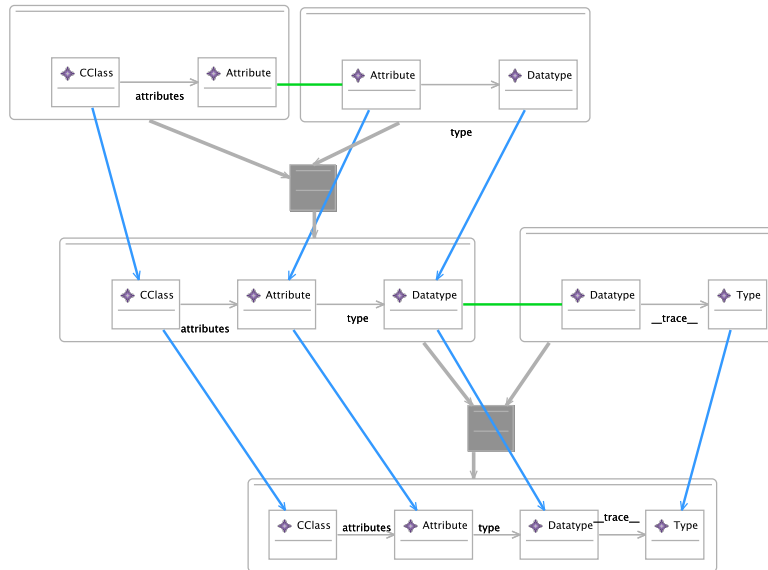 CClass
attributes
Attribute
Attribute
type
Datatype
CClass
attributes
Attribute
type
Datatype
Datatype
__trace__
Type
CClass
attributes
Attribute
type
Datatype
__trace__
Type